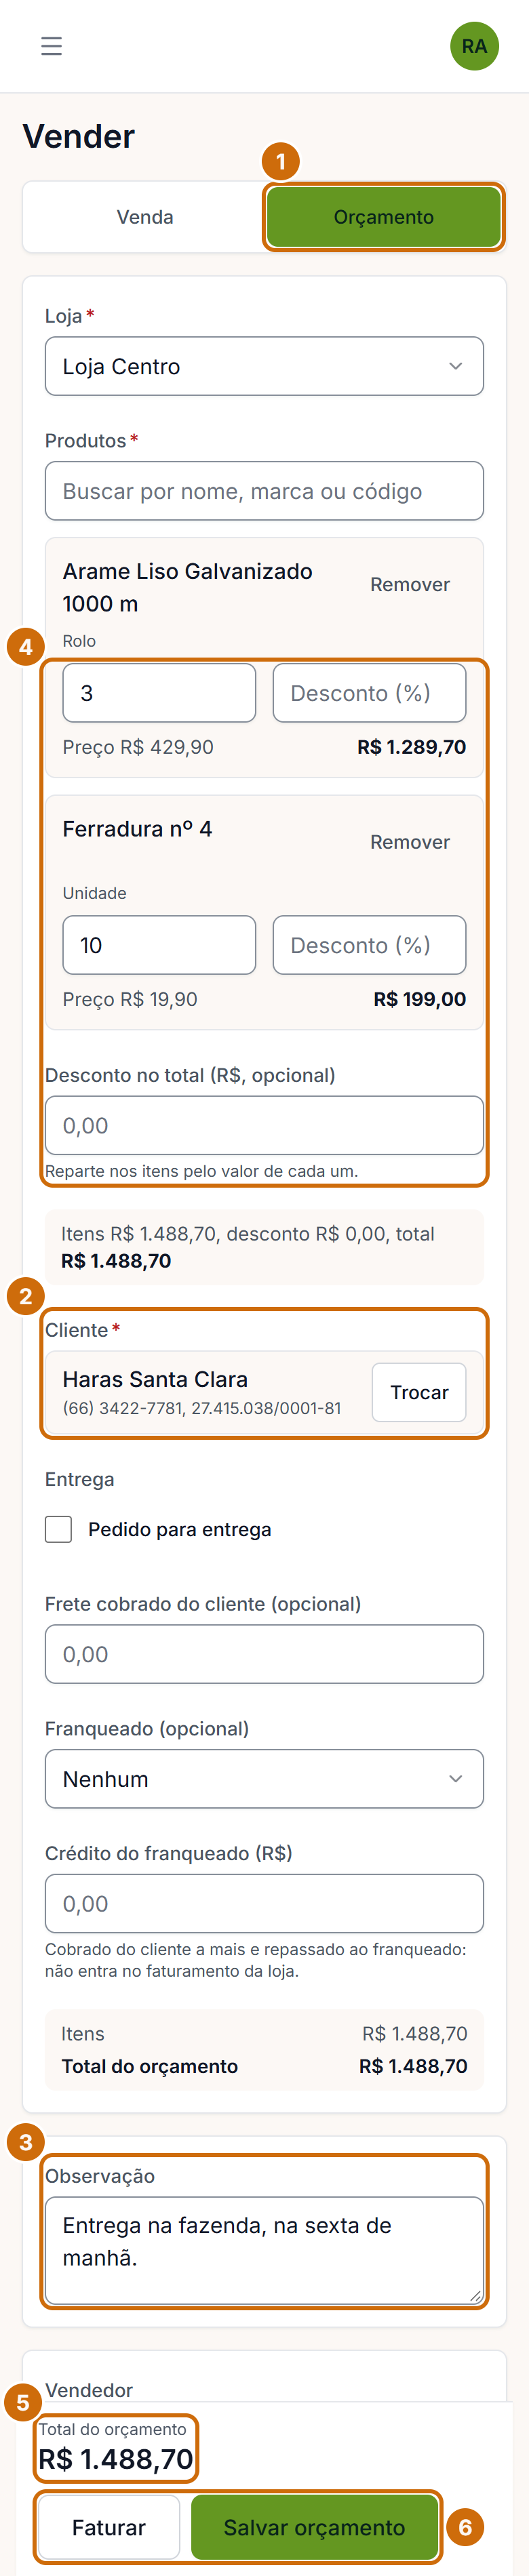 RA
Vender
1
Venda
Orçamento
Loja*
Loja Centro
Produtos*
Buscar por nome, marca ou código
Arame Liso Galvanizado
1000 m
Remover
Rolo
4
3
Desconto (%)
Preço R$ 429,90
R$ 1.289,70
Ferradura nº 4
Remover
Unidade
10
Desconto (%)
Preço R$ 19,90
R$ 199,00
Desconto no total (R$, opcional)
0,00
Reparte nos itens pelo valor de cada um.
Itens R$ 1.488,70, desconto R$ 0,00, total
R$ 1.488,70
2
Cliente*
Haras Santa Clara
(66) 3422-7781, 27.415.038/0001-81
Trocar
Entrega
Pedido para entrega
Frete cobrado do cliente (opcional)
0,00
Franqueado (opcional)
Nenhum
Crédito do franqueado (R$)
0,00
Cobrado do cliente a mais e repassado ao franqueado:
não entra no faturamento da loja.
Itens
R$ 1.488,70
Total do orçamento
R$ 1.488,70
3
Observação
Entrega na fazenda, na sexta de
manhã.
Vendedor
5
Total do orçamento
R$ 1.488,70
Faturar
Salvar orçamento
6